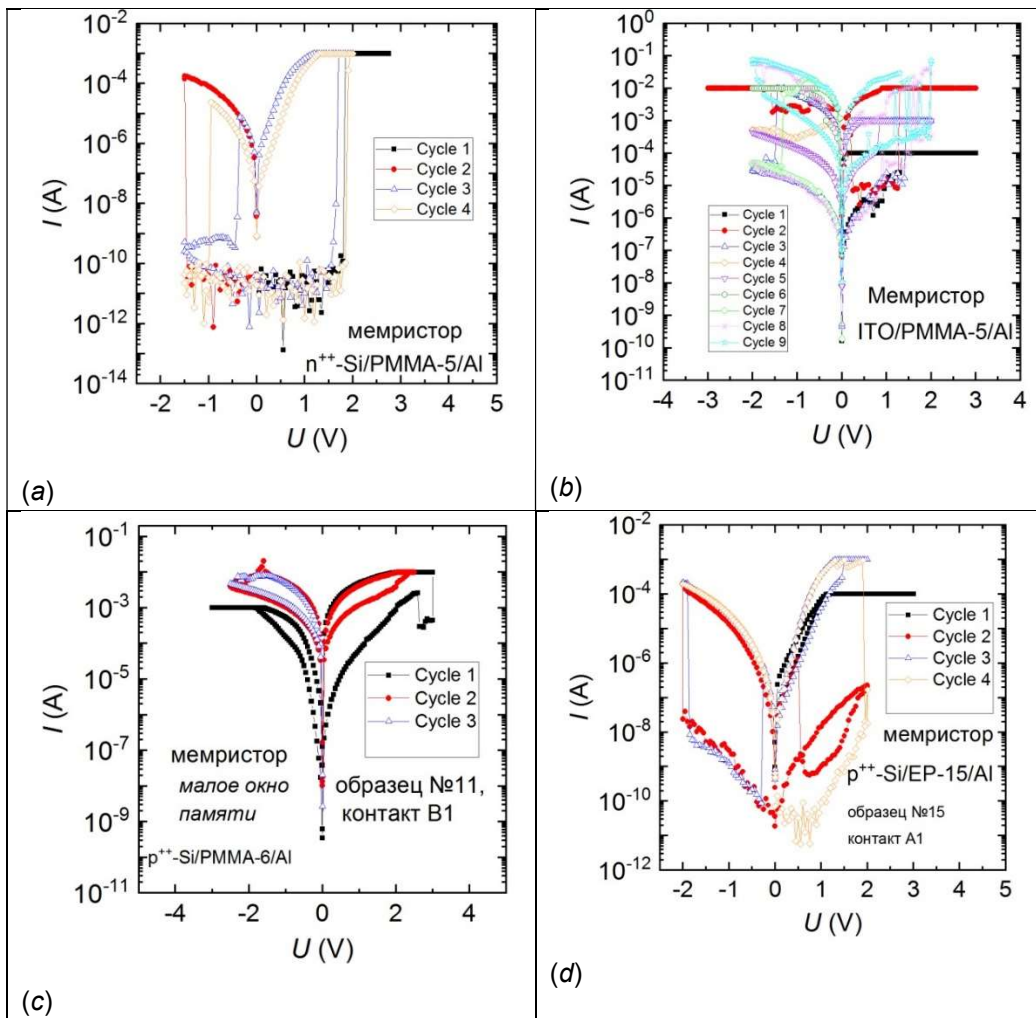 10⁻²
10⁻⁴
10⁻⁶
10⁻⁸
10⁻¹⁰
10⁻¹²
10⁻¹⁴
I (A)
Cycle 1
Cycle 2
Cycle 3
Cycle 4
мемристор
n⁺⁺-Si/PMMA-5/Al
-2 -1 0 1 2 3 4 5
U (V)
(a)
10⁰
10⁻¹
10⁻²
10⁻³
10⁻⁴
10⁻⁵
10⁻⁶
10⁻⁷
10⁻⁸
10⁻⁹
10⁻¹⁰
10⁻¹¹
I (A)
Cycle 1
Cycle 2
Cycle 3
Cycle 4
Cycle 5
Cycle 6
Cycle 7
Cycle 8
Cycle 9
Мемристор
ITO/PMMA-5/Al
-4 -3 -2 -1 0 1 2 3 4
U (V)
(b)
10⁻¹
10⁻³
10⁻⁵
10⁻⁷
10⁻⁹
10⁻¹¹
I (A)
Cycle 1
Cycle 2
Cycle 3
мемристор
малое окно
памяти
образец №11,
контакт B1
p⁺⁺-Si/PMMA-6/Al
-4 -2 0 2 4
U (V)
(c)
10⁻²
10⁻⁴
10⁻⁶
10⁻⁸
10⁻¹⁰
10⁻¹²
I (A)
Cycle 1
Cycle 2
Cycle 3
Cycle 4
мемристор
p⁺⁺-Si/EP-15/Al
образец №15
контакт A1
-2 -1 0 1 2 3 4 5
U (V)
(d)